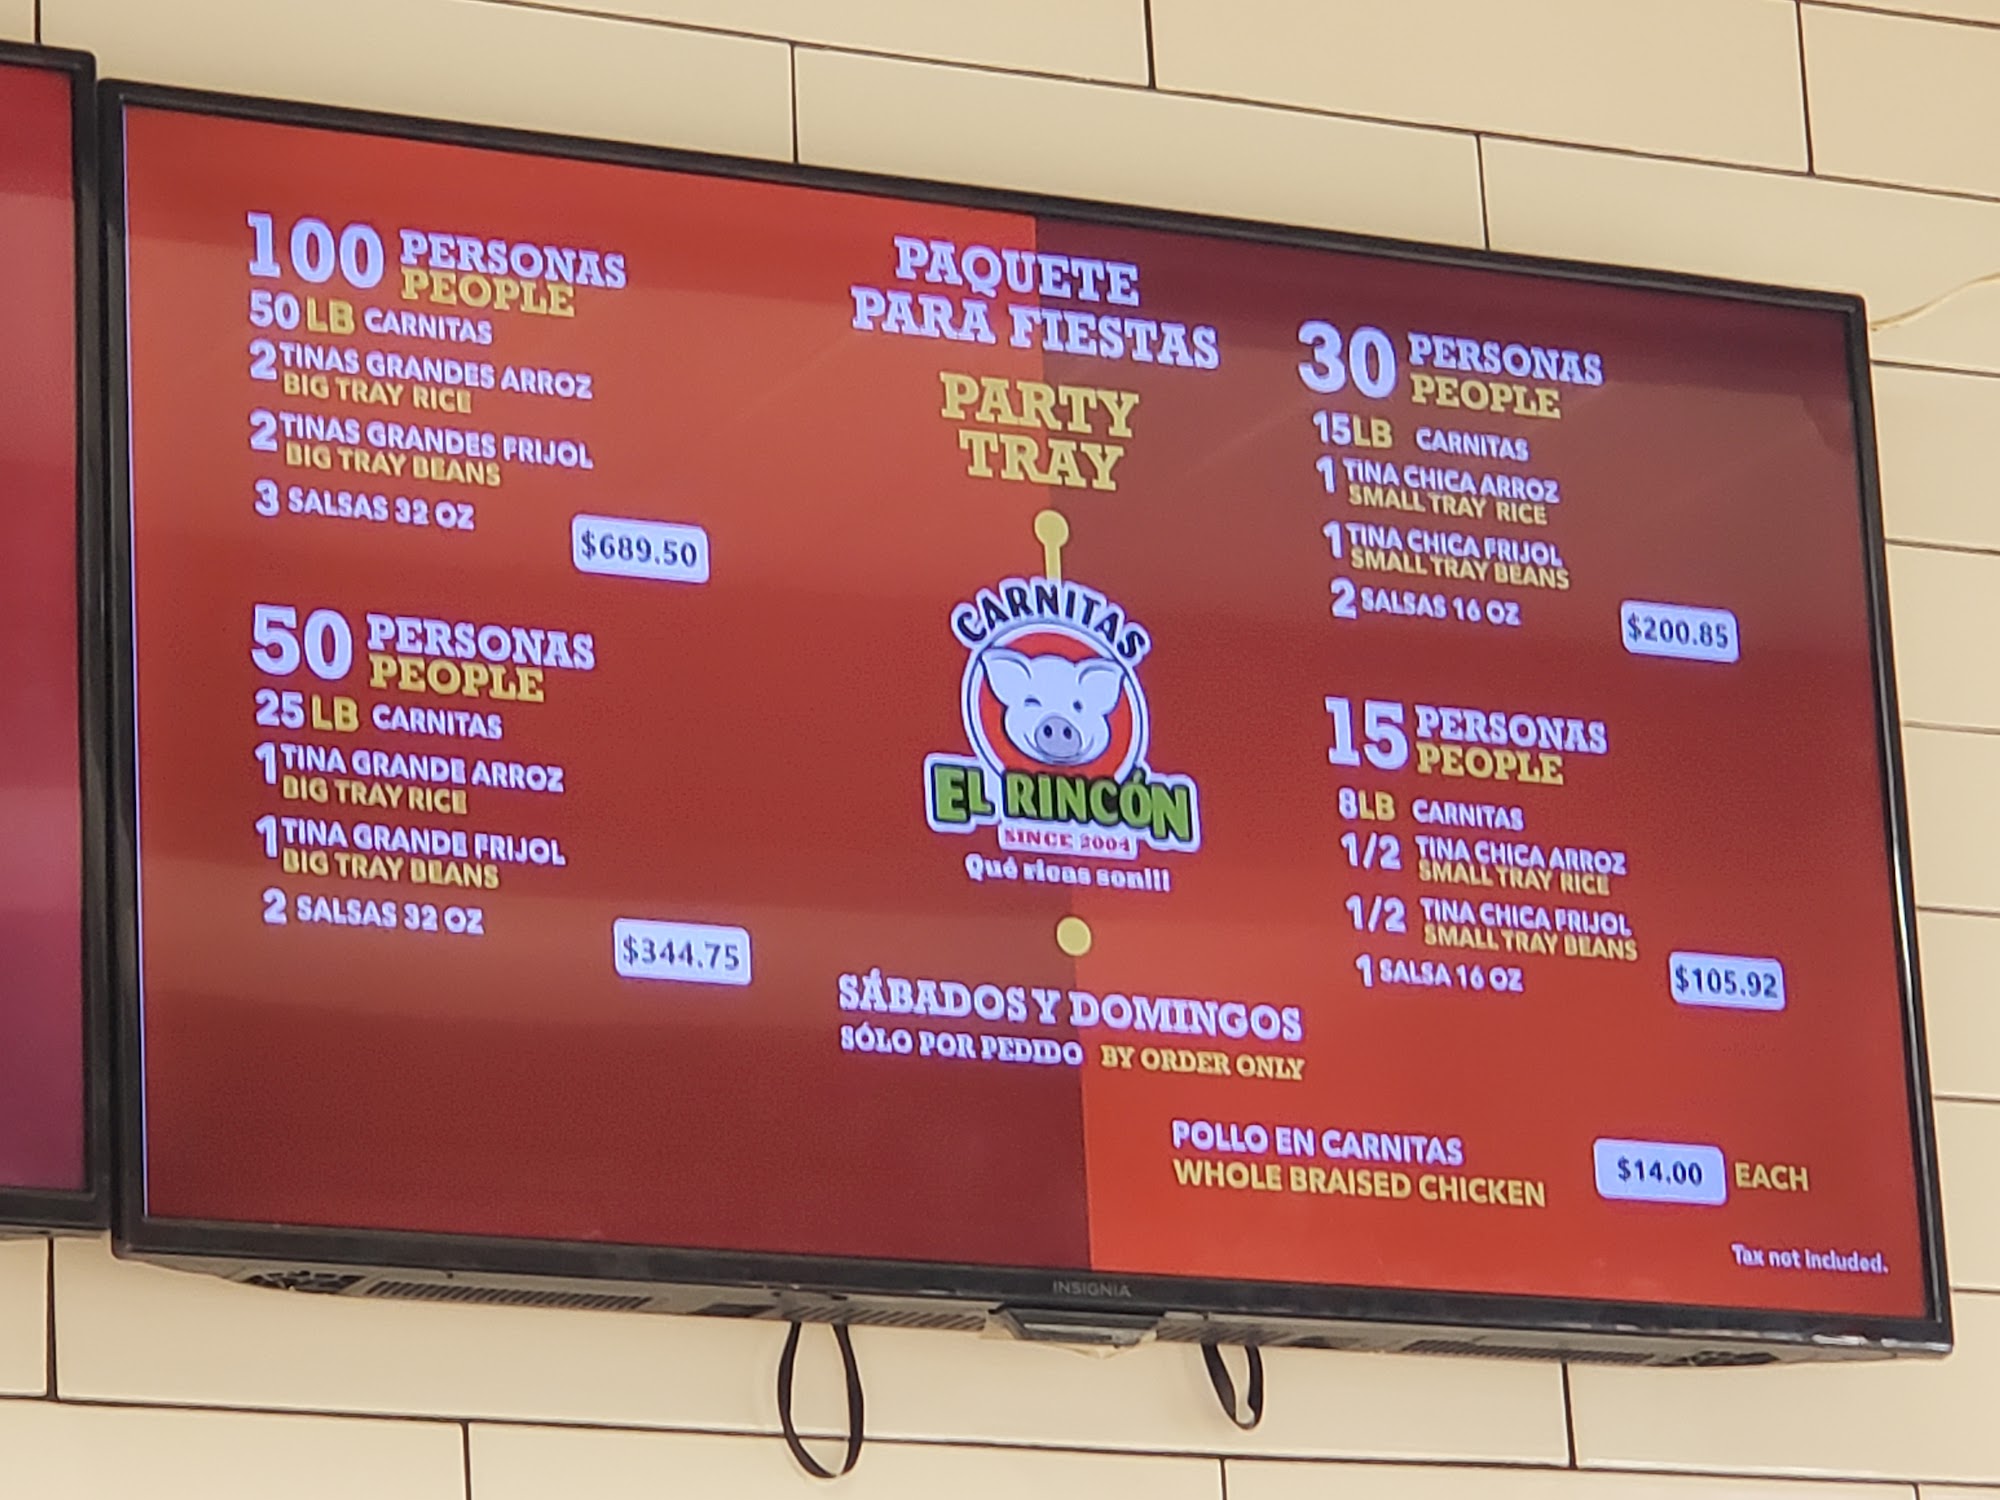 100 PERSONAS
PEOPLE
50 LB CARNITAS
2 TINAS GRANDES ARROZ
BIG TRAY RICE
2 TINAS GRANDES FRIJOL
BIG TRAY BEANS
3 SALSAS 32 OZ
$689.50
50 PERSONAS
PEOPLE
25 LB CARNITAS
1 TINA GRANDE ARROZ
BIG TRAY RICE
1 TINA GRANDE FRIJOL
BIG TRAY BEANS
2 SALSAS 32 OZ
$344.75
PAQUETE
PARA FIESTAS
PARTY
TRAY
CARNITAS
EL RINCÓN
SINCE 2004
Qué ricas son!!!
SÁBADOS Y DOMINGOS
SÓLO POR PEDIDO BY ORDER ONLY
30 PERSONAS
PEOPLE
15LB CARNITAS
1 TINA CHICA ARROZ
SMALL TRAY RICE
1 TINA CHICA FRIJOL
SMALL TRAY BEANS
2 SALSAS 16 OZ
$200.85
15 PERSONAS
PEOPLE
8LB CARNITAS
1/2 TINA CHICA ARROZ
SMALL TRAY RICE
1/2 TINA CHICA FRIJOL
SMALL TRAY BEANS
1 SALSA 16 OZ
$105.92
POLLO EN CARNITAS
WHOLE BRAISED CHICKEN
$14.00 EACH
Tax not included.
INSIGNIA